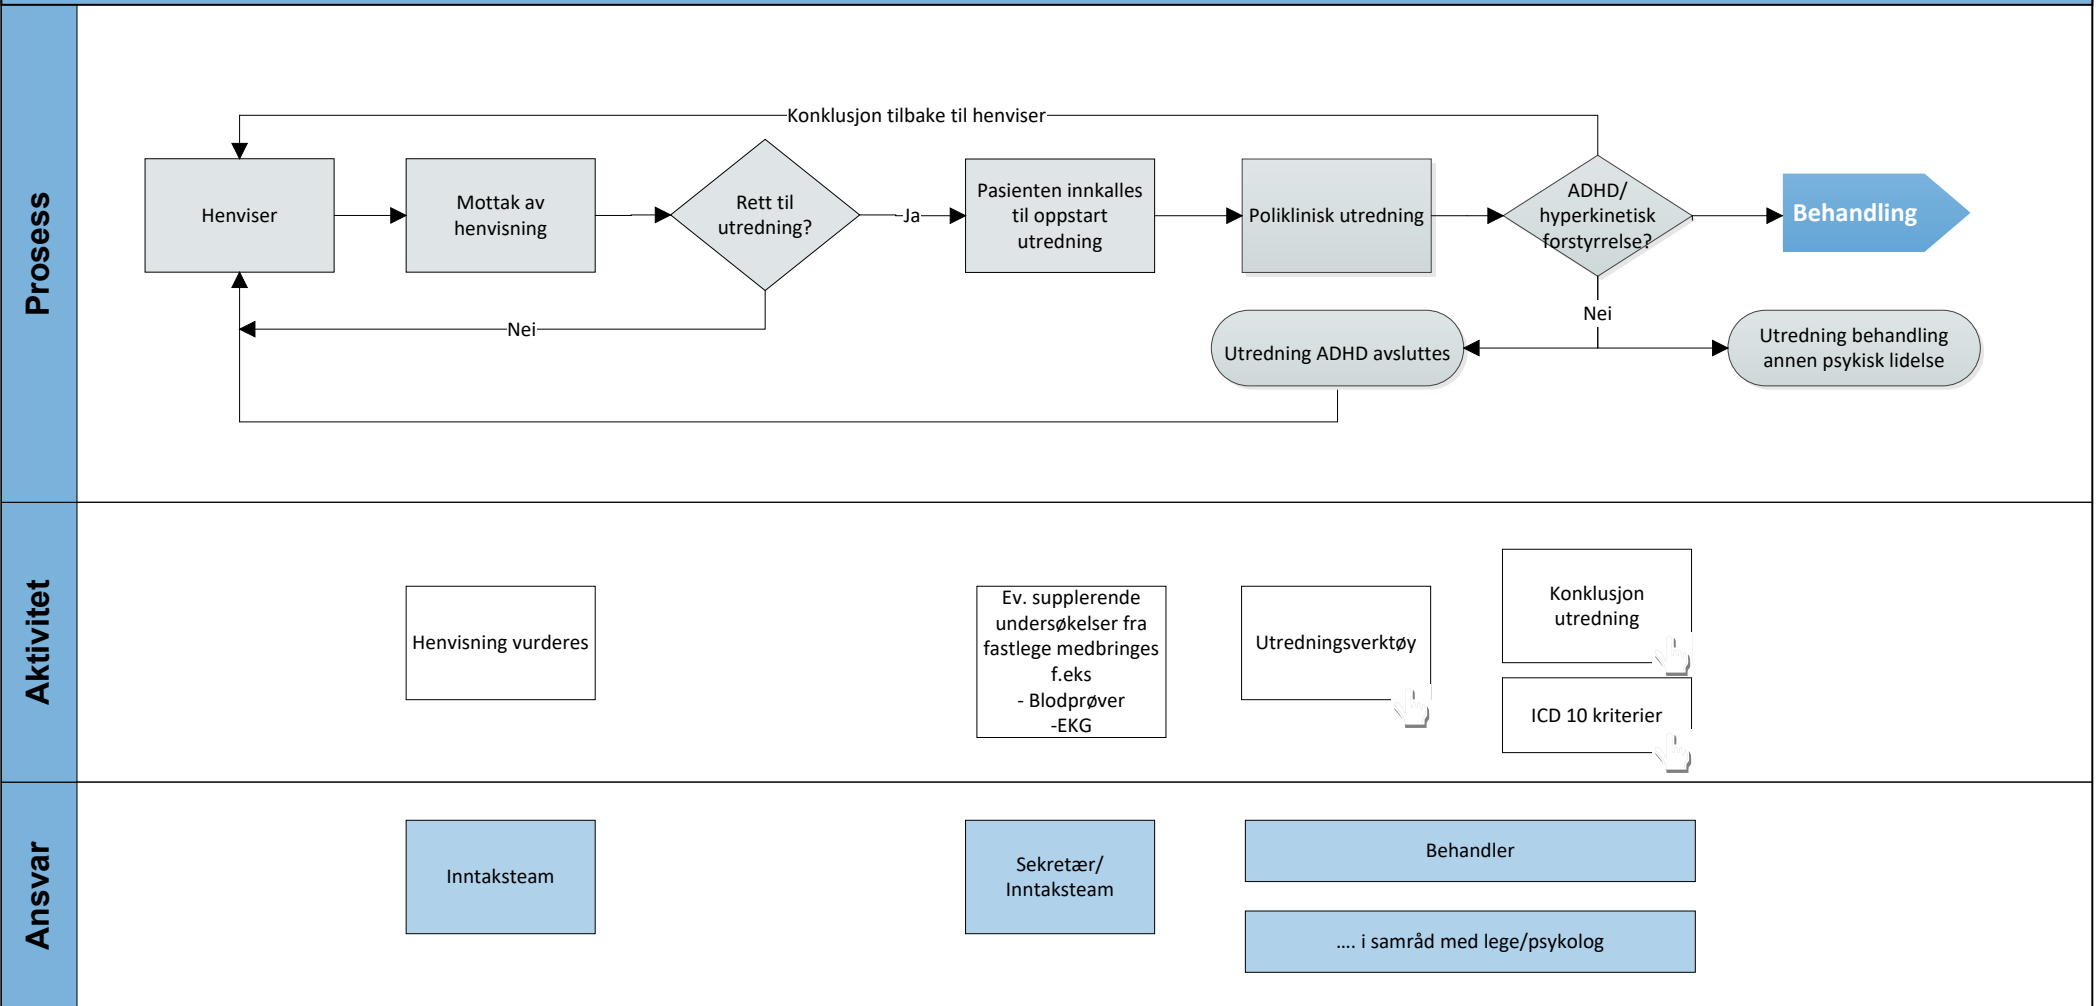 Prosess
Konklusjon tilbake til henviser
Henviser
Mottak av
henvisning
Rett til
utredning?
Ja
Pasienten innkalles
til oppstart
utredning
Poliklinisk utredning
ADHD/
hyperkinetisk
forstyrrelse?
Behandling
Nei
Nei
Utredning ADHD avsluttes
Utredning behandling
annen psykisk lidelse
Aktivitet
Henvisning vurderes
Ev. supplerende
undersøkelser fra
fastlege medbringes
f.eks
- Blodprøver
-EKG
Utredningsverktøy
Konklusjon
utredning
ICD 10 kriterier
Ansvar
Inntaksteam
Sekretær/
Inntaksteam
Behandler
.... i samråd med lege/psykolog